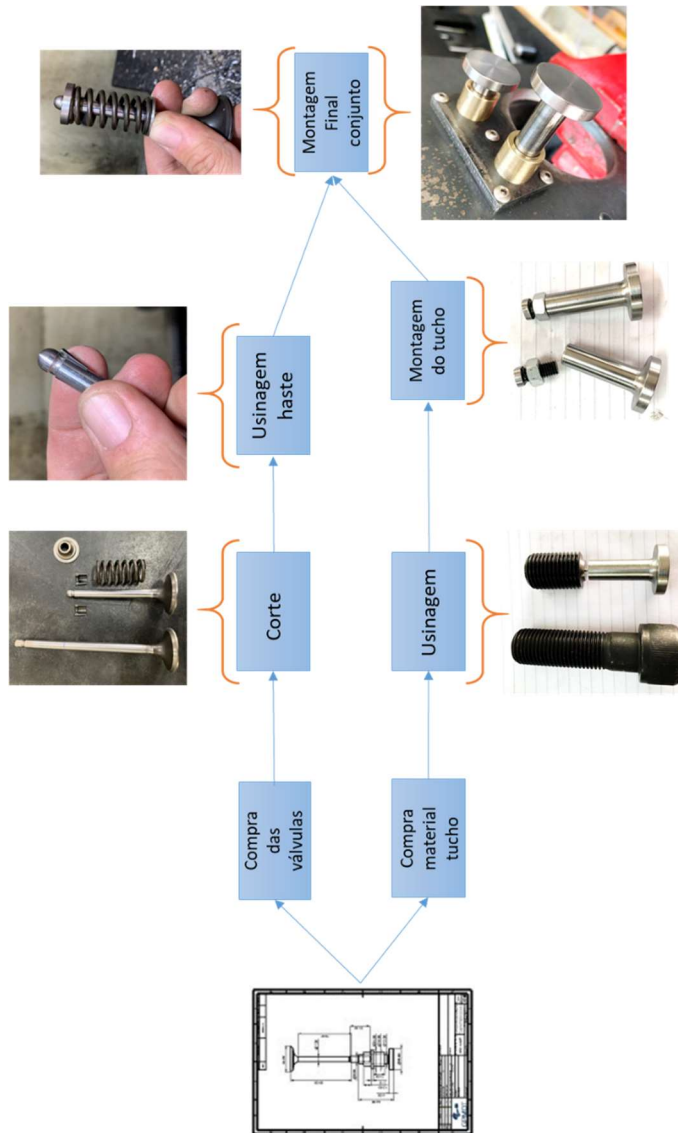 Compra
das
válvulas
Corte
Usinagem
haste
Montagem
Final
conjunto
Compra
material
tucho
Usinagem
Montagem
do tucho